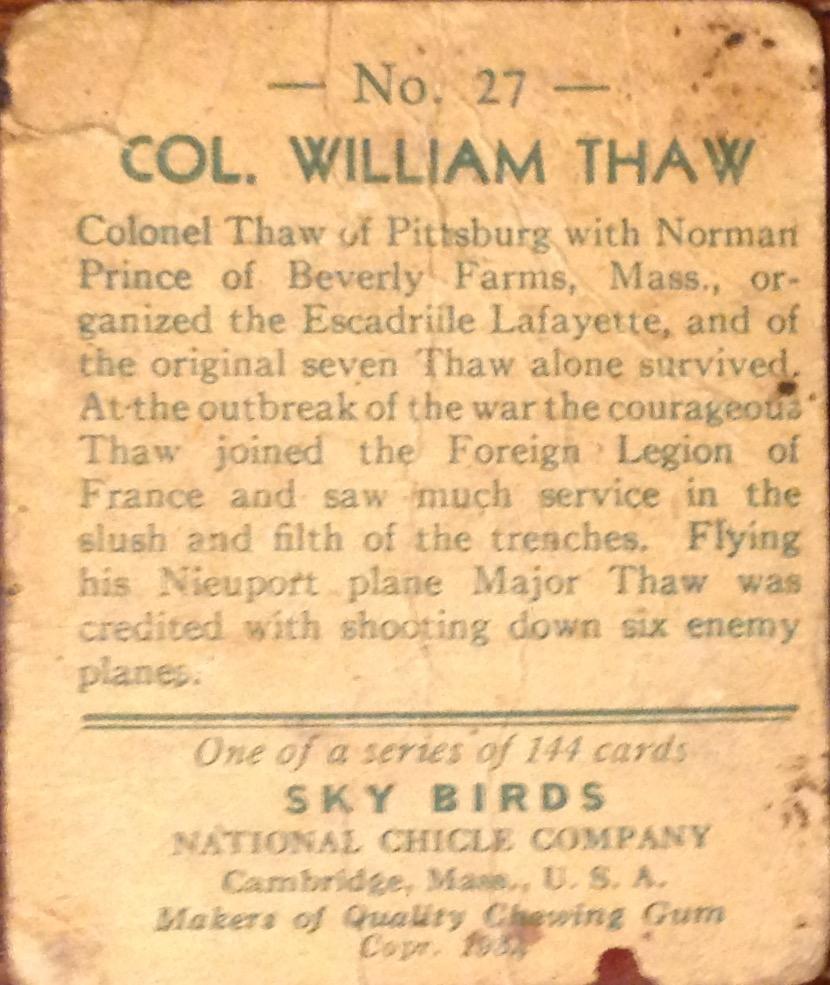 — No. 27 —
COL. WILLIAM THAW
Colonel Thaw of Pittsburg with Norman
Prince of Beverly Farms, Mass., or-
ganized the Escadrille Lafayette, and of
the original seven Thaw alone survived.
At the outbreak of the war the courageous
Thaw joined the Foreign Legion of
France and saw much service in the
slush and filth of the trenches. Flying
his Nieuport plane Major Thaw was
credited with shooting down six enemy
planes.
One of a series of 144 cards
SKY BIRDS
NATIONAL CHICLE COMPANY
Cambridge, Mass., U. S. A.
Makers of Quality Chewing Gum
Copr.